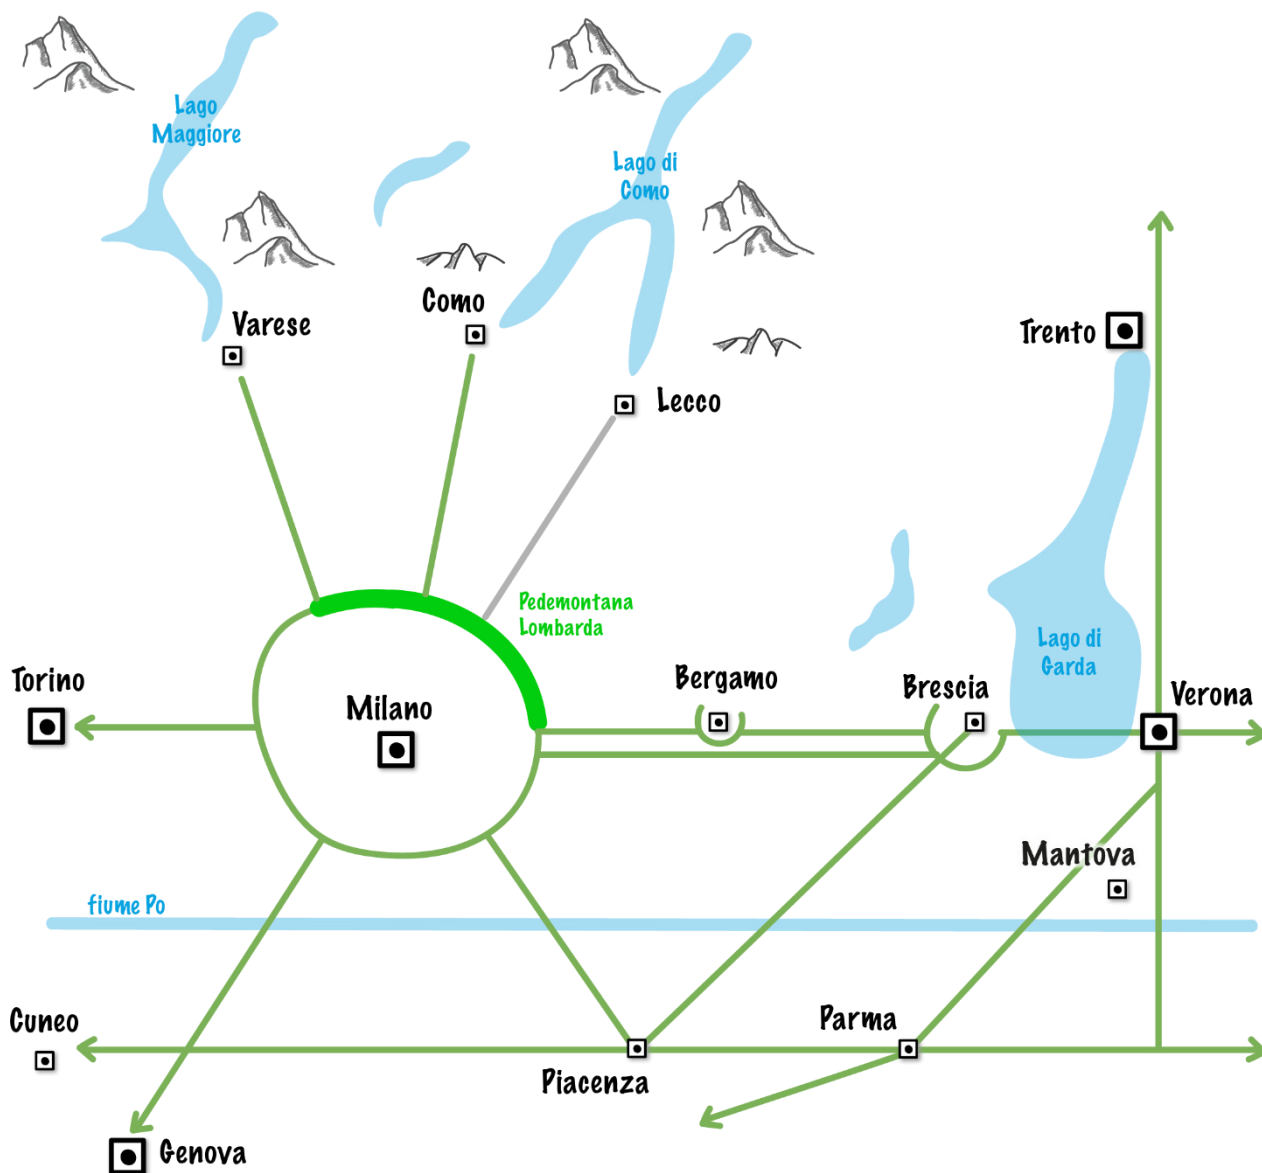 Lago
Maggiore
Lago di
Como
Como
Varese
Trento
Lecco
Pedemontana
Lombarda
Lago di
Garda
Torino
Milano
Bergamo
Brescia
Verona
Mantova
fiume Po
Cuneo
Parma
Piacenza
Genova